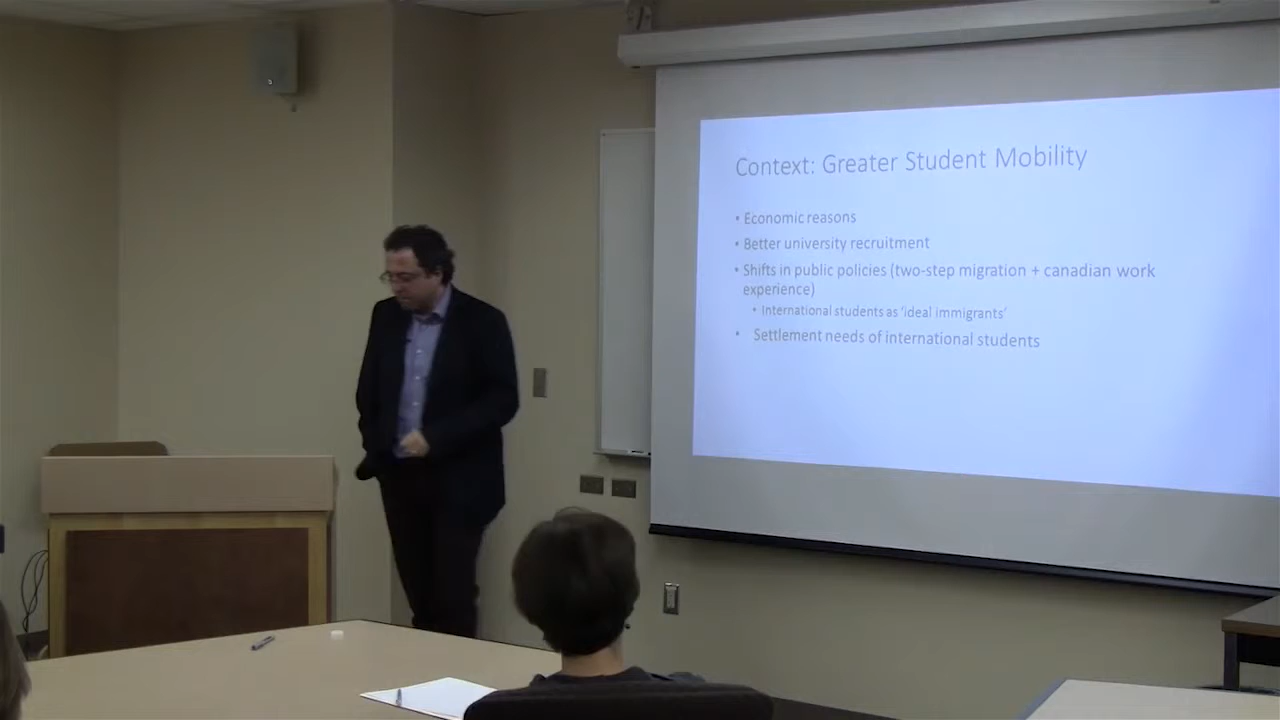 Context: Greater Student Mobility
• Economic reasons
• Better university recruitment
• Shifts in public policies (two-step migration + canadian work
experience)
• International students as ‘ideal immigrants’
• Settlement needs of international students